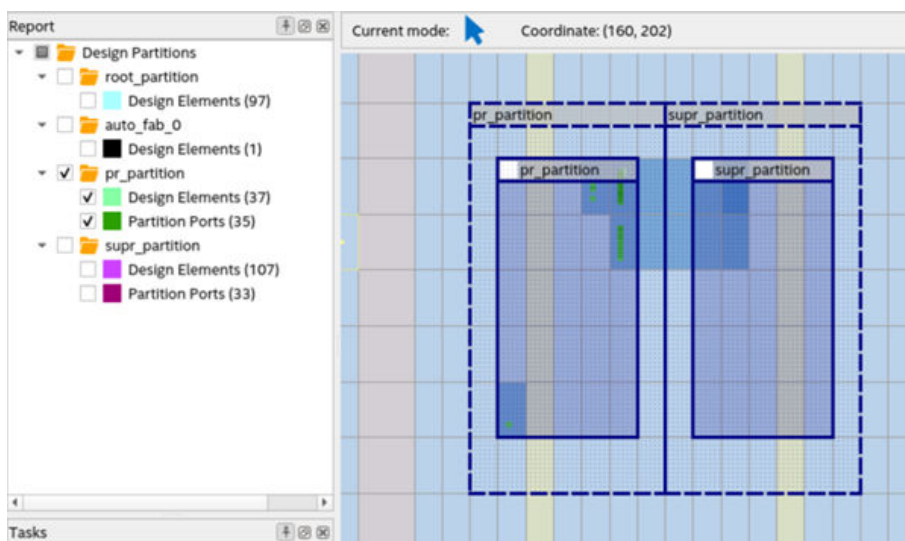 Report
Current mode:
Coordinate: (160, 202)
Design Partitions
root_partition
Design Elements (97)
auto_fab_0
Design Elements (1)
pr_partition
Design Elements (37)
Partition Ports (35)
supr_partition
Design Elements (107)
Partition Ports (33)
Tasks
pr_partition
supr_partition
pr_partition
supr_partition